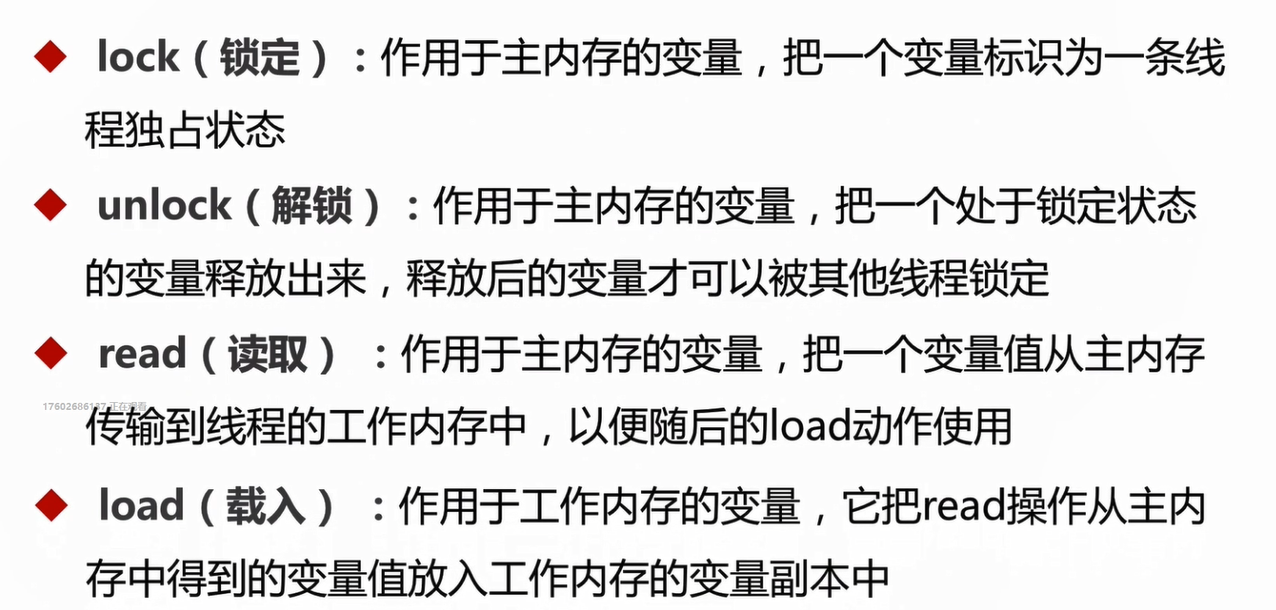 ◆ lock（锁定）：作用于主内存的变量，把一个变量标识为一条线
程独占状态
◆ unlock（解锁）：作用于主内存的变量，把一个处于锁定状态
的变量释放出来，释放后的变量才可以被其他线程锁定
◆ read（读取）：作用于主内存的变量，把一个变量值从主内存
17602686137 正在观看
传输到线程的工作内存中，以便随后的load动作使用
◆ load（载入）：作用于工作内存的变量，它把read操作从主内
存中得到的变量值放入工作内存的变量副本中